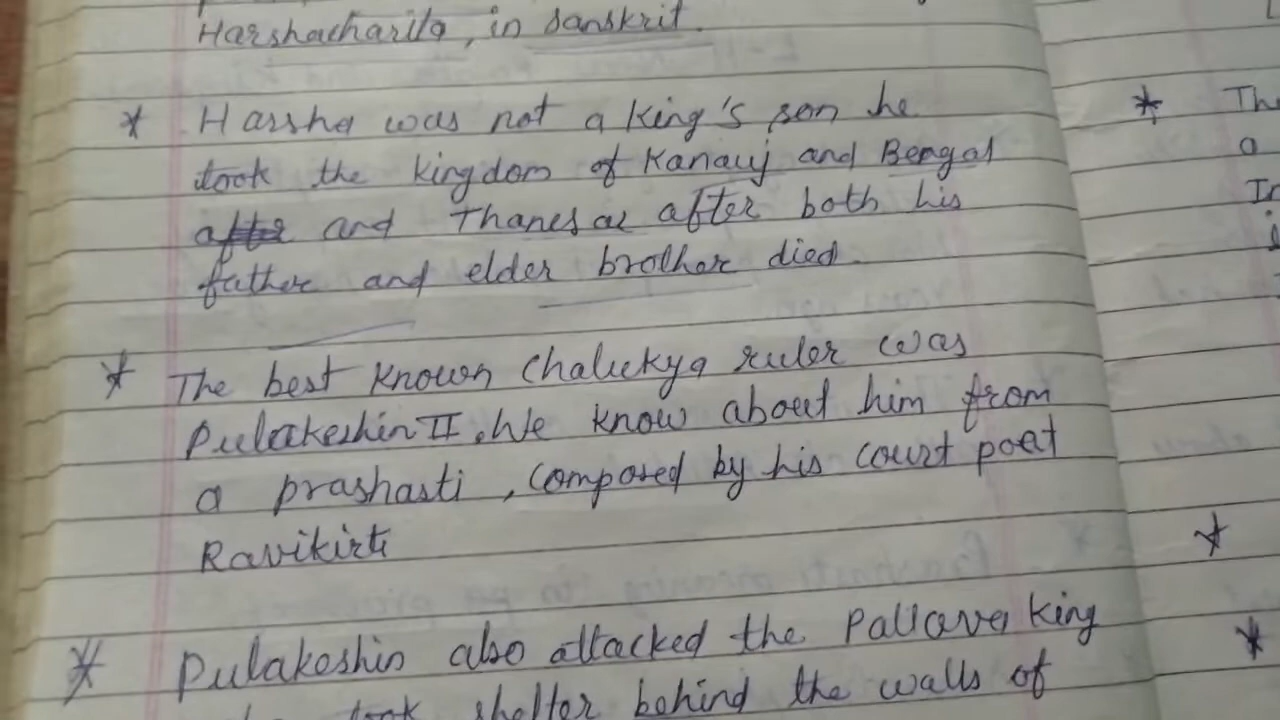 Harshacharita, in Sanskrit.
* Harsha was not a king's son he
took the kingdom of Kanauj and Bengal
after and Thanesar after both his
father and elder brother died.
* The best known Chalukya ruler was
Pulakeshin II. We know about him from
a prashasti, composed by his court poet
Ravikirti
* Pulakeshin also attacked the Pallava King
took shelter behind the walls of
* Th
a
In
*
*